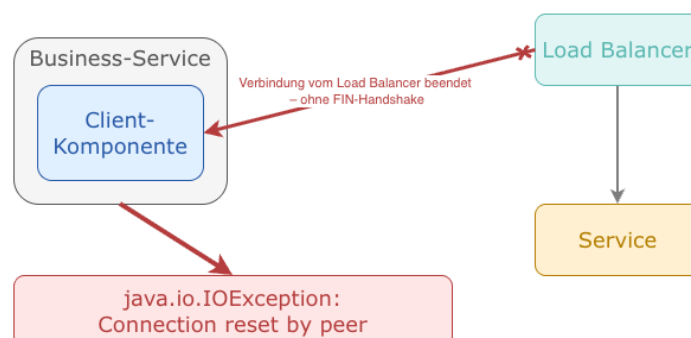 Business-Service
Client-
Komponente
Verbindung vom Load Balancer beendet
– ohne FIN-Handshake
Load Balancer
Service
java.io.IOException:
Connection reset by peer